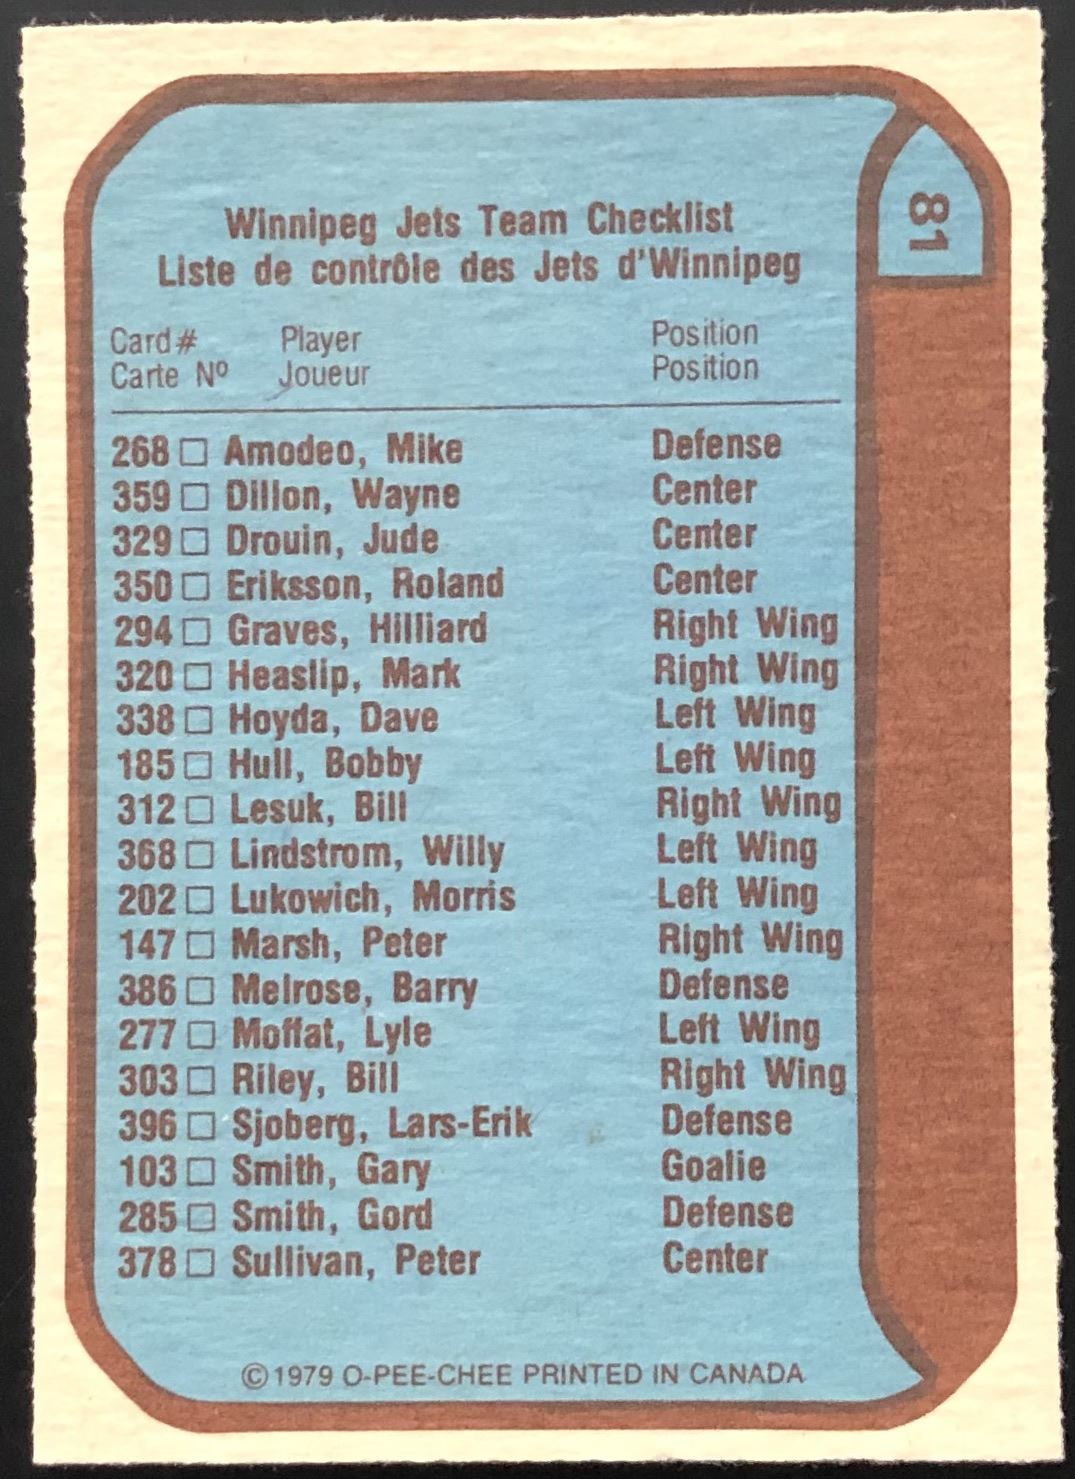 81
Winnipeg Jets Team Checklist
Liste de contrôle des Jets d'Winnipeg
Card# Player Position
Carte Nº Joueur Position
268 □ Amodeo, Mike Defense
359 □ Dillon, Wayne Center
329 □ Drouin, Jude Center
350 □ Eriksson, Roland Center
294 □ Graves, Hilliard Right Wing
320 □ Heaslip, Mark Right Wing
338 □ Hoyda, Dave Left Wing
185 □ Hull, Bobby Left Wing
312 □ Lesuk, Bill Right Wing
368 □ Lindstrom, Willy Left Wing
202 □ Lukowich, Morris Left Wing
147 □ Marsh, Peter Right Wing
386 □ Melrose, Barry Defense
277 □ Moffat, Lyle Left Wing
303 □ Riley, Bill Right Wing
396 □ Sjoberg, Lars-Erik Defense
103 □ Smith, Gary Goalie
285 □ Smith, Gord Defense
378 □ Sullivan, Peter Center
©1979 O-PEE-CHEE PRINTED IN CANADA